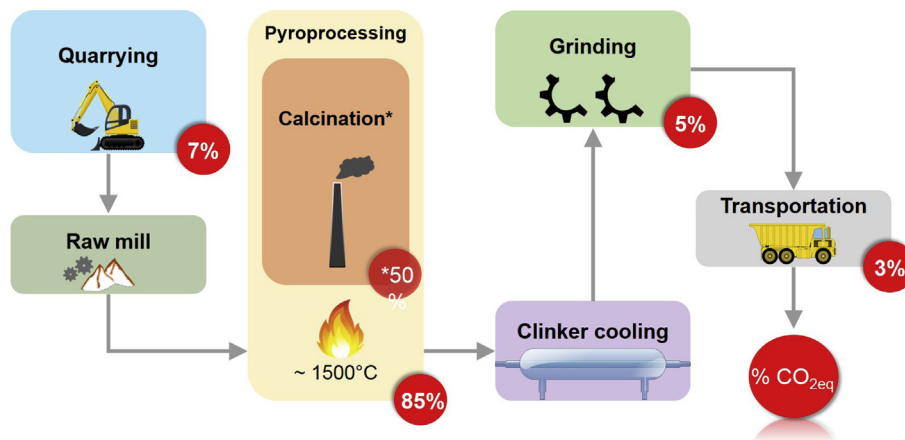 Quarrying
7%
Raw mill
Pyroprocessing
Calcination*
*50
%
~ 1500°C
85%
Clinker cooling
Grinding
5%
Transportation
3%
% CO2eq